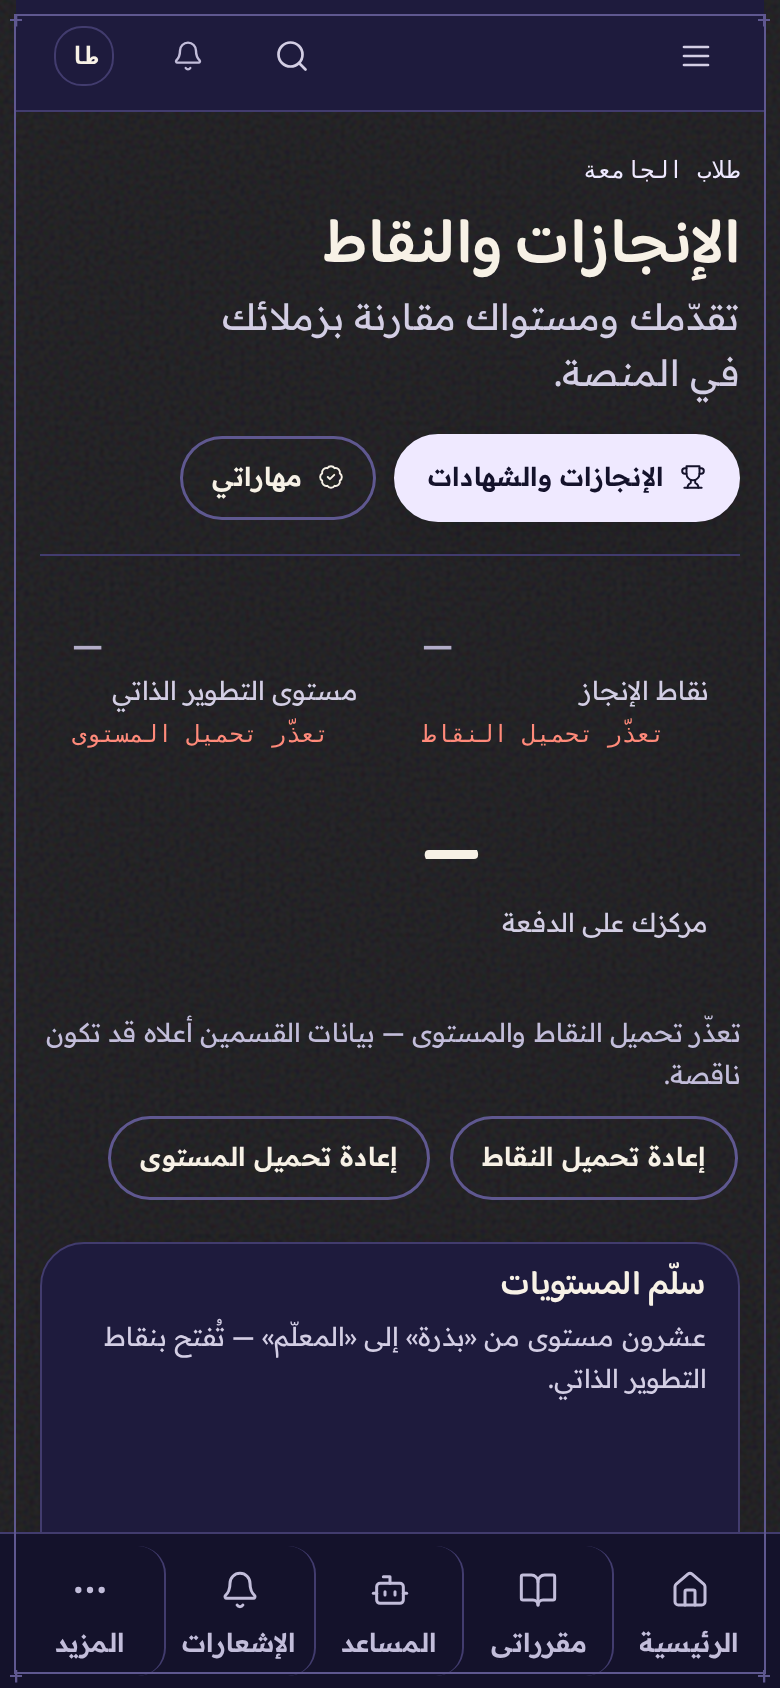 طا
طلاب الجامعة
الإنجازات والنقاط
تقدّمك ومستواك مقارنة بزملائك
في المنصة.
الإنجازات والشهادات
مهاراتي
—
نقاط الإنجاز
تعذّر تحميل النقاط
—
مستوى التطوير الذاتي
تعذّر تحميل المستوى
—
مركزك على الدفعة
تعذّر تحميل النقاط والمستوى — بيانات القسمين أعلاه قد تكون
ناقصة.
إعادة تحميل النقاط
إعادة تحميل المستوى
سلّم المستويات
عشرون مستوى من «بذرة» إلى «المعلّم» — تُفتح بنقاط
التطوير الذاتي.
الرئيسية
مقرراتى
المساعد
الإشعارات
المزيد